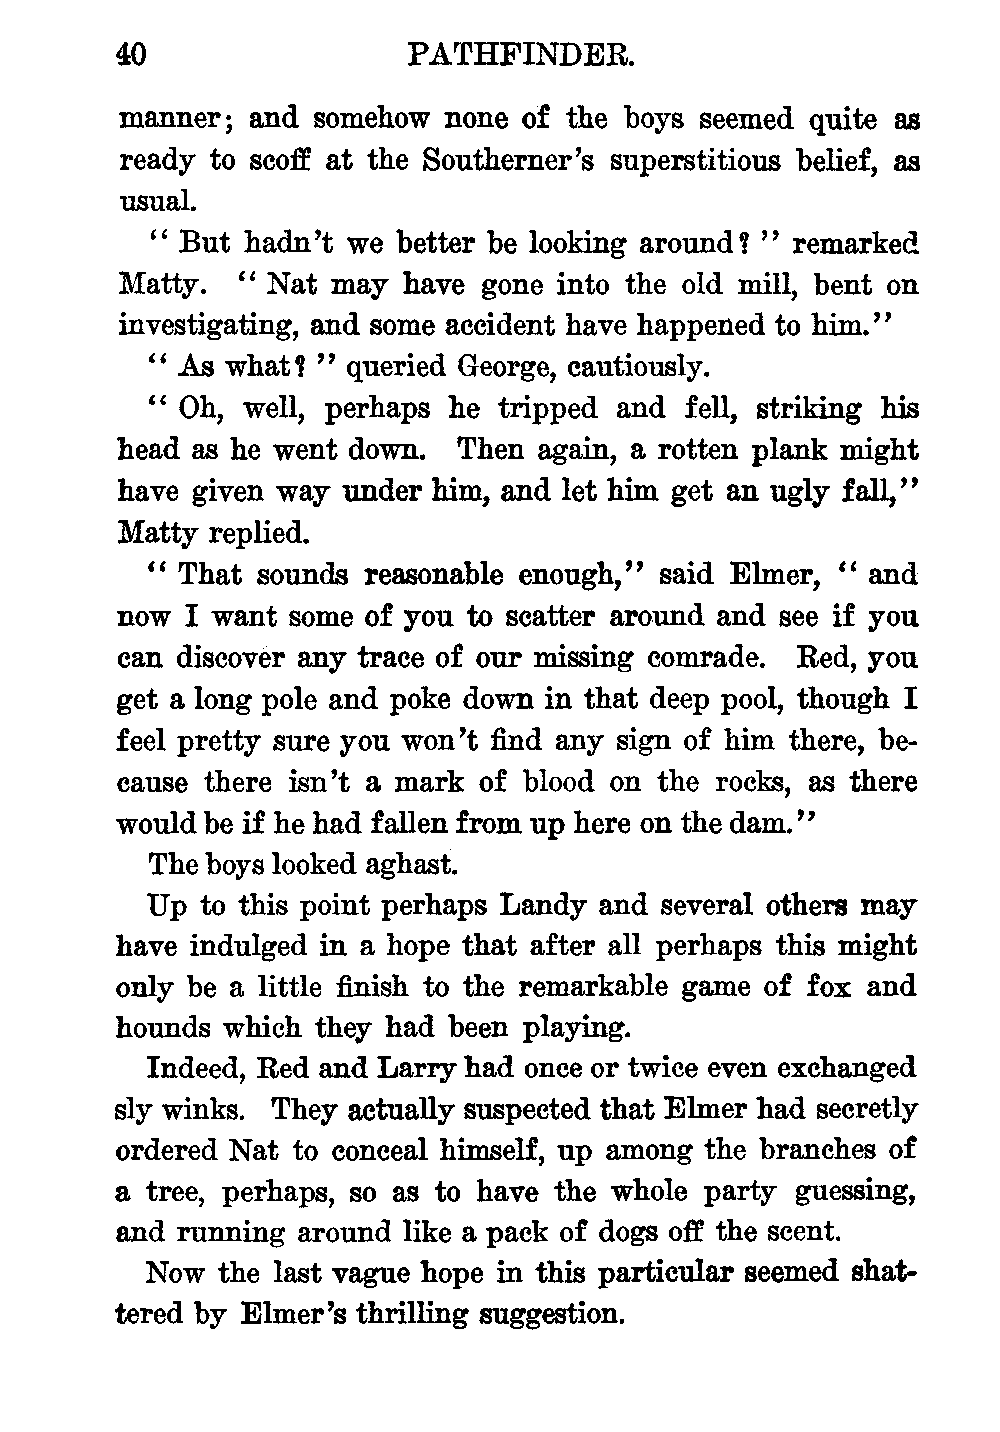 40 PATHFINDER.
manner; and somehow none of the boys seemed quite as
ready to scoff at the Southerner's superstitious belief, as
usual.
" But hadn't we better be looking around? " remarked
Matty. " Nat may have gone into the old mill, bent on
investigating, and some accident have happened to him."
" As what? " queried George, cautiously.
" Oh, well, perhaps he tripped and fell, striking his
head as he went down. Then again, a rotten plank might
have given way under him, and let him get an ugly fall,"
Matty replied.
" That sounds reasonable enough," said Elmer, " and
now I want some of you to scatter around and see if you
can discover any trace of our missing comrade. Red, you
get a long pole and poke down in that deep pool, though I
feel pretty sure you won't find any sign of him there, be-
cause there isn't a mark of blood on the rocks, as there
would be if he had fallen from up here on the dam."
The boys looked aghast.
Up to this point perhaps Landy and several others may
have indulged in a hope that after all perhaps this might
only be a little finish to the remarkable game of fox and
hounds which they had been playing.
Indeed, Red and Larry had once or twice even exchanged
sly winks. They actually suspected that Elmer had secretly
ordered Nat to conceal himself, up among the branches of
a tree, perhaps, so as to have the whole party guessing,
and running around like a pack of dogs off the scent.
Now the last vague hope in this particular seemed shat-
tered by Elmer's thrilling suggestion.